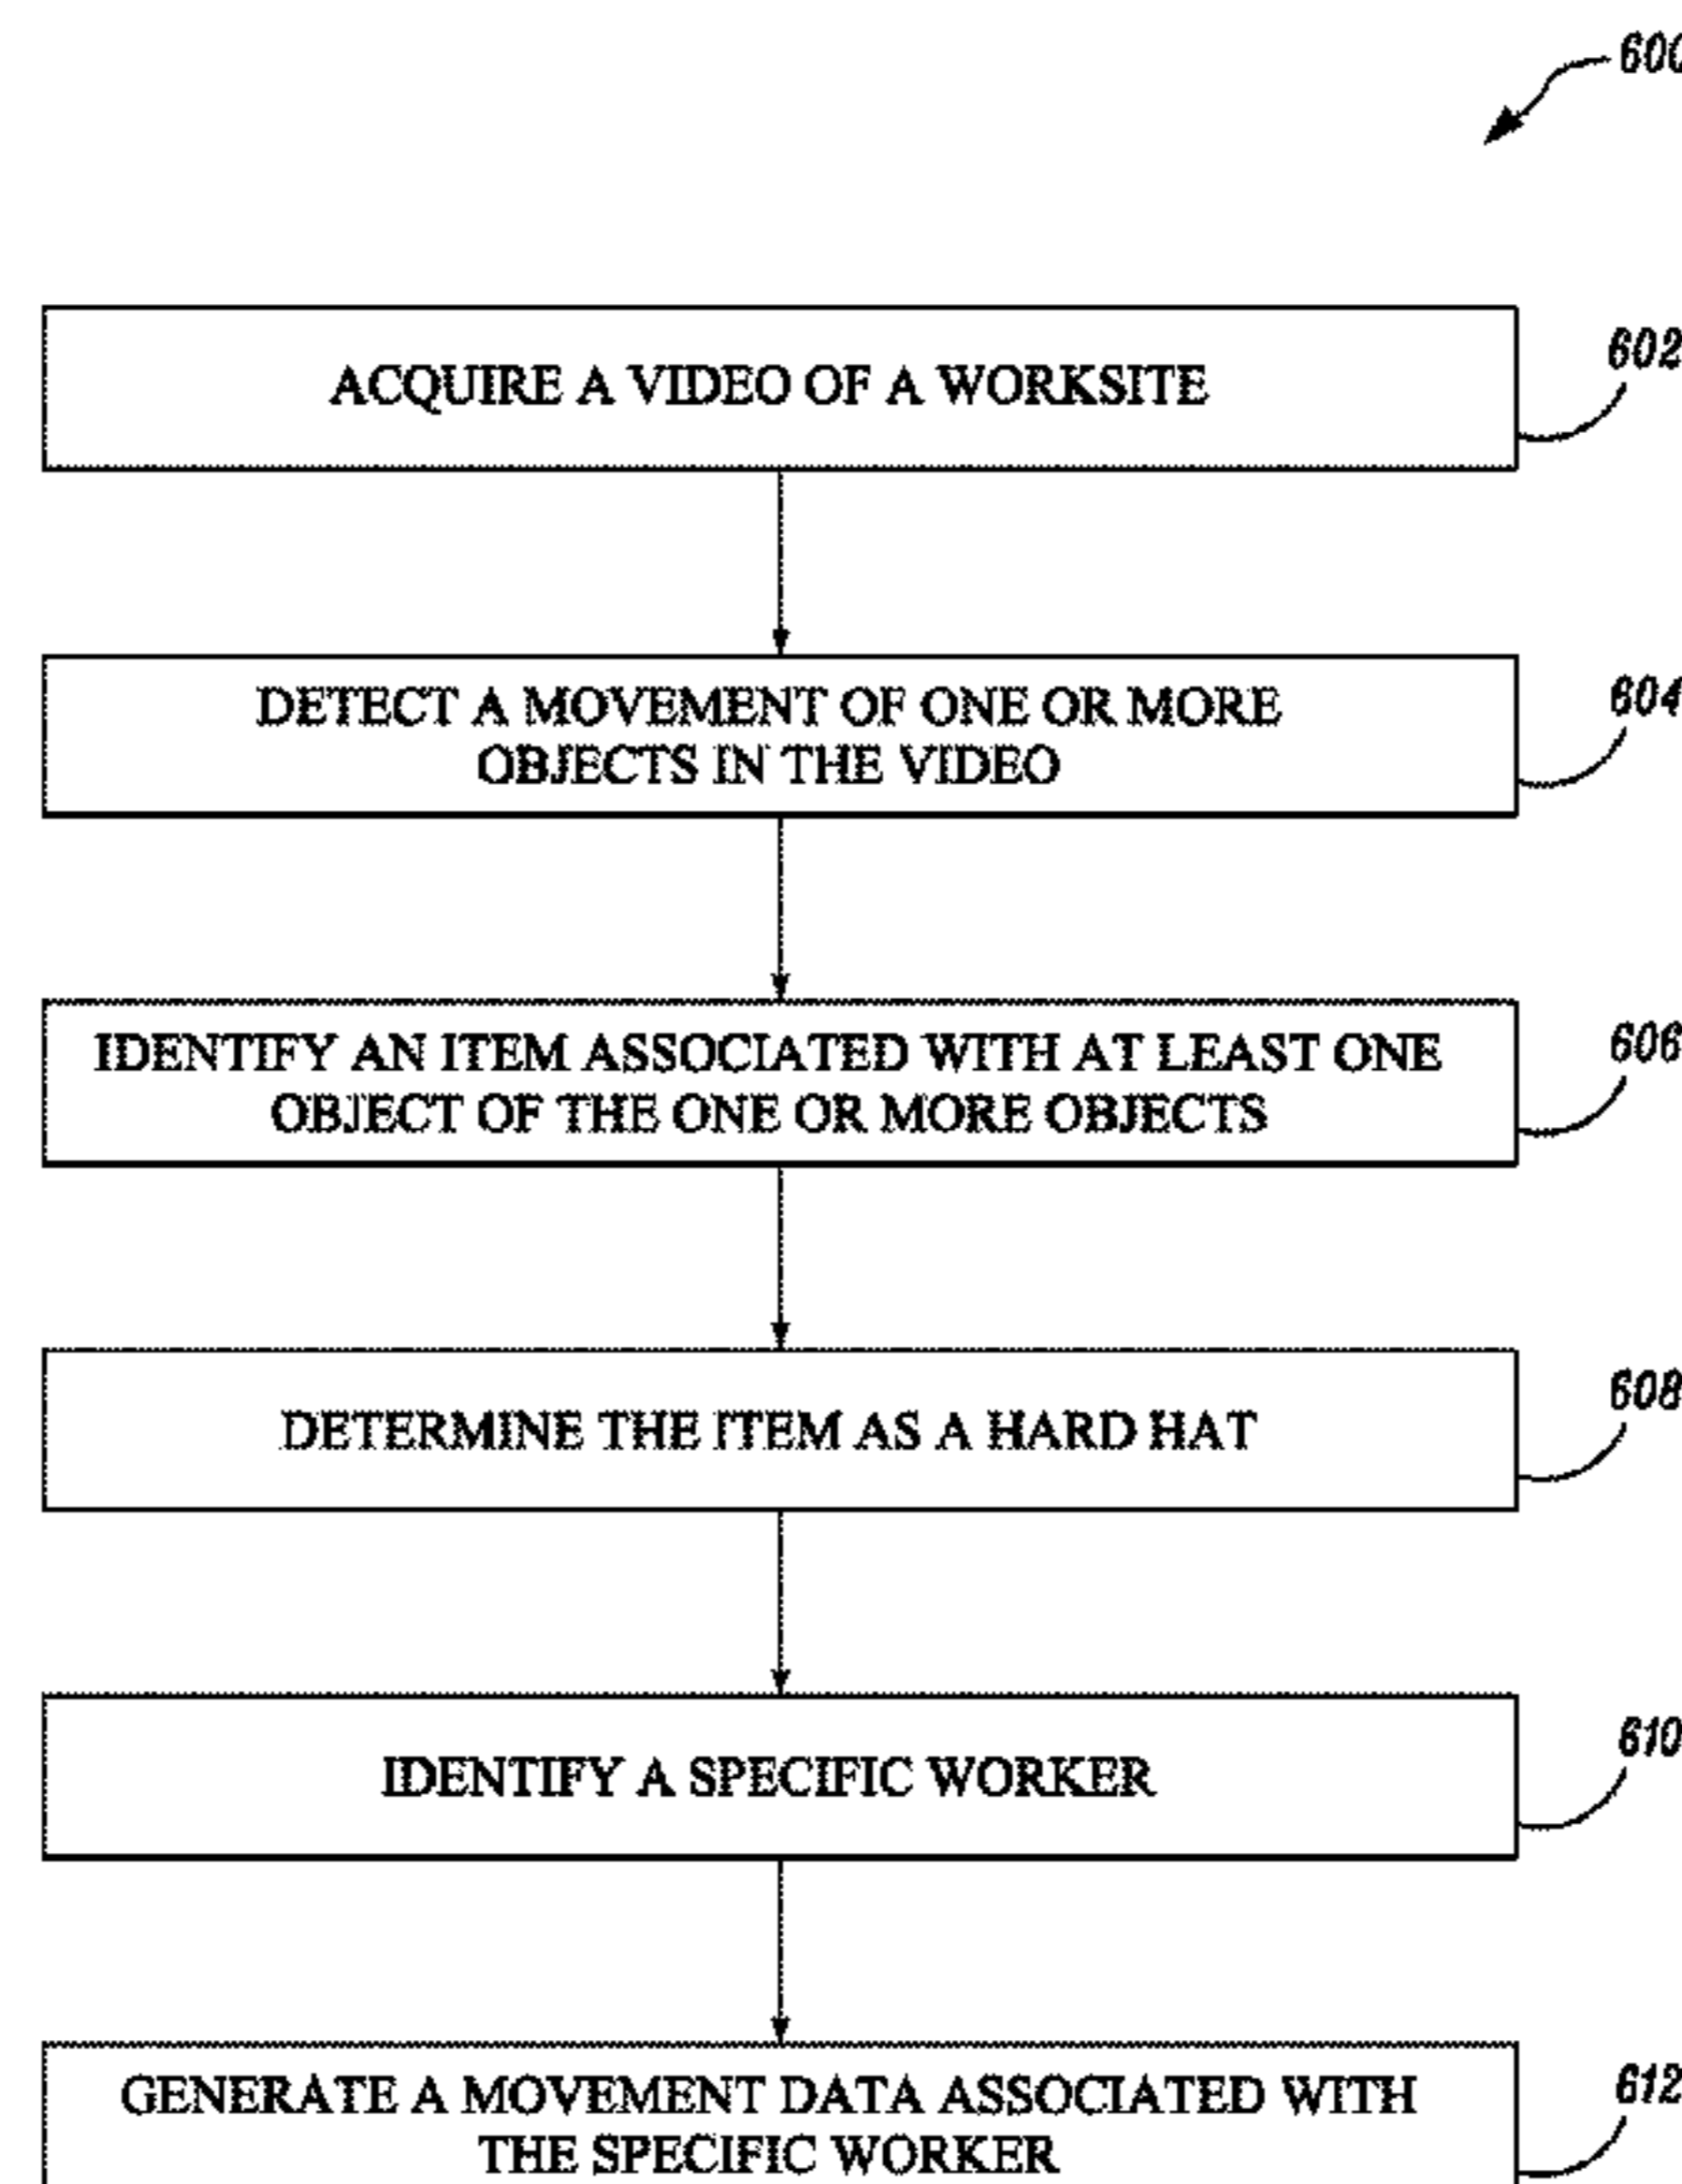 600
ACQUIRE A VIDEO OF A WORKSITE
602
DETECT A MOVEMENT OF ONE OR MORE
OBJECTS IN THE VIDEO
604
IDENTIFY AN ITEM ASSOCIATED WITH AT LEAST ONE
OBJECT OF THE ONE OR MORE OBJECTS
606
DETERMINE THE ITEM AS A HARD HAT
608
IDENTIFY A SPECIFIC WORKER
610
GENERATE A MOVEMENT DATA ASSOCIATED WITH
THE SPECIFIC WORKER
612